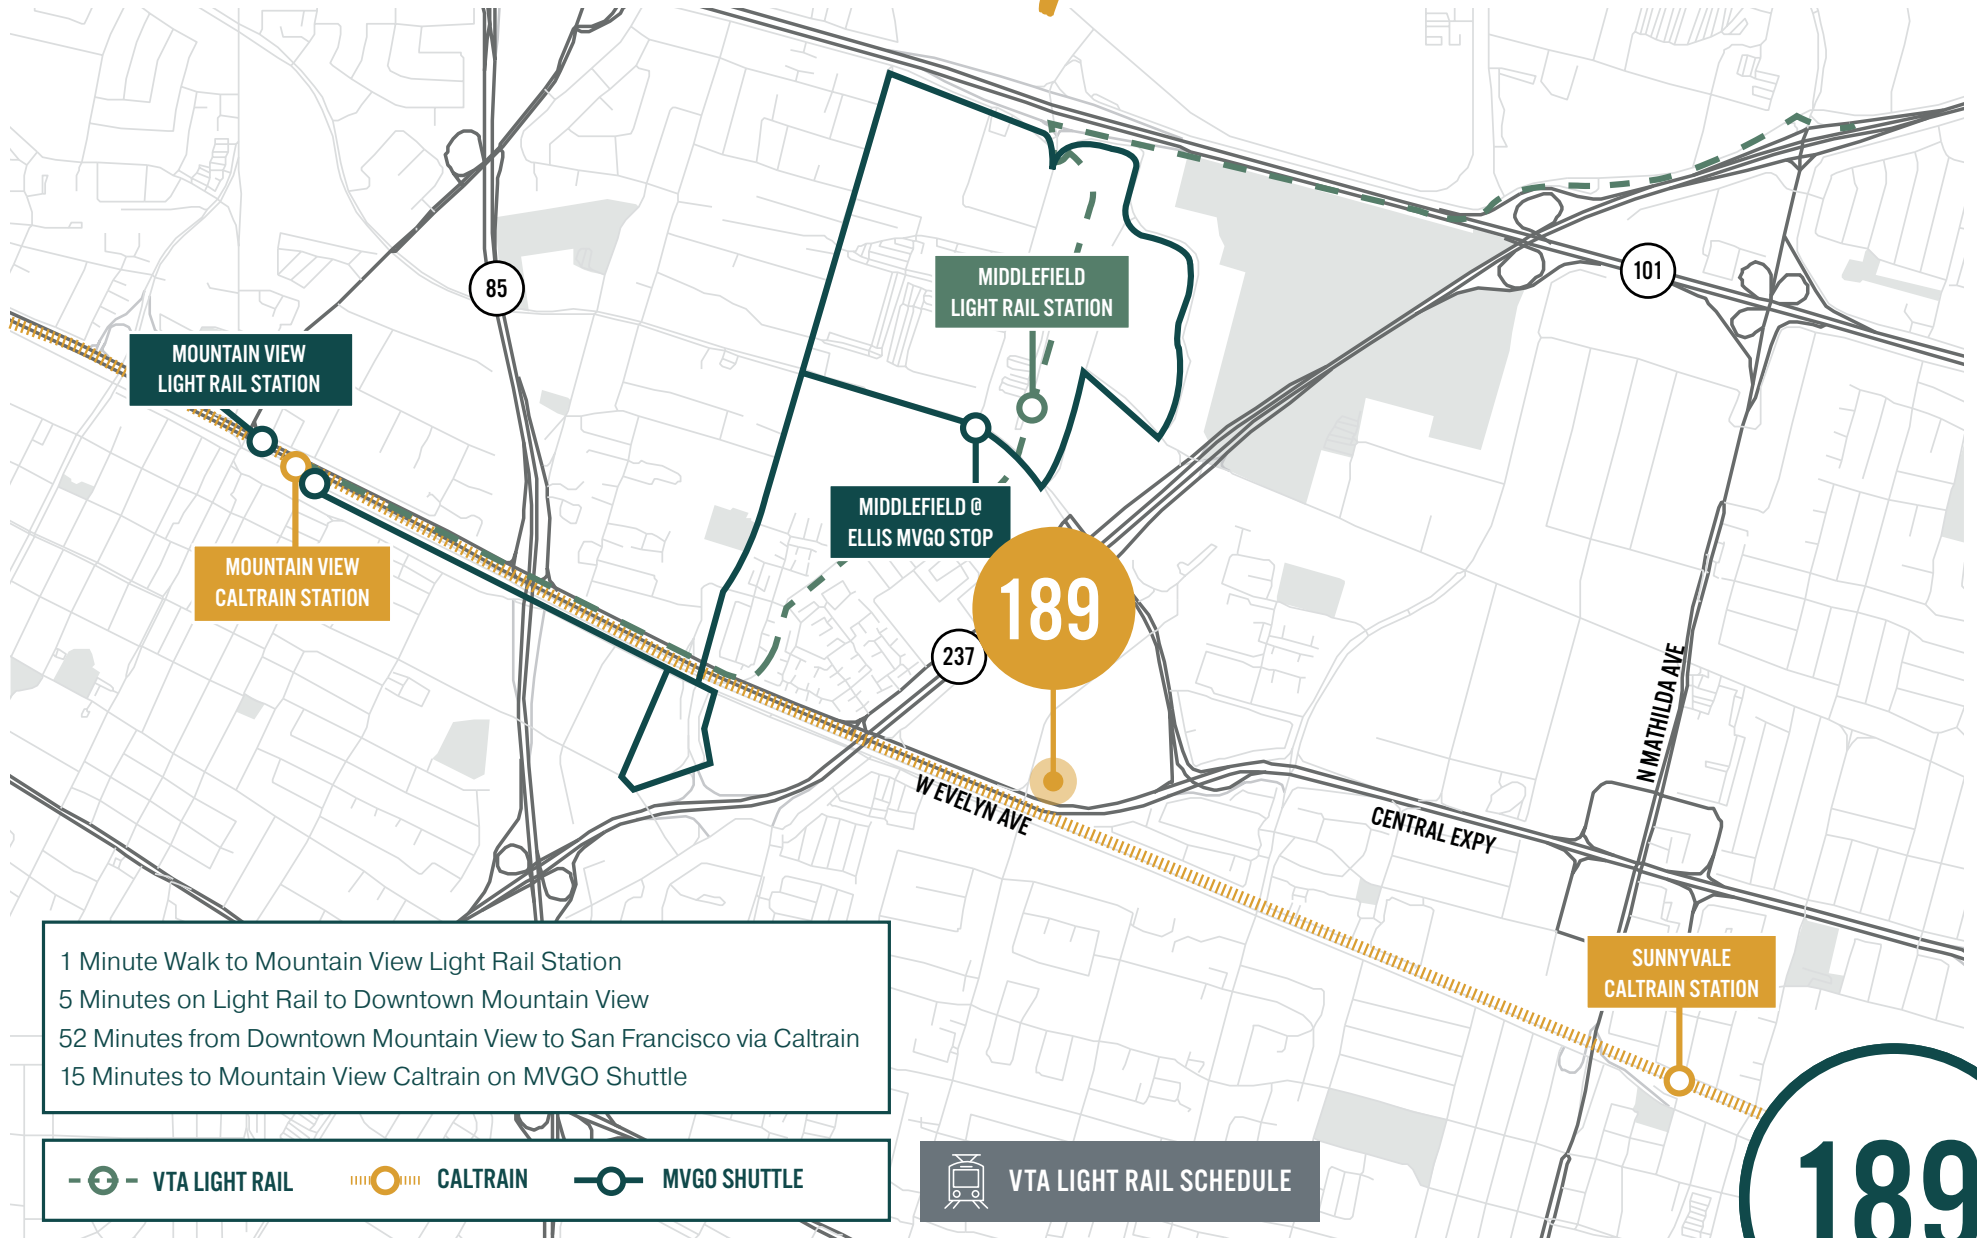 85
101
MIDDLEFIELD
LIGHT RAIL STATION
MOUNTAIN VIEW
LIGHT RAIL STATION
MIDDLEFIELD @
ELLIS MVGO STOP
MOUNTAIN VIEW
CALTRAIN STATION
189
237
N MATHILDA AVE
W EVELYN AVE
CENTRAL EXPY
SUNNYVALE
CALTRAIN STATION
1 Minute Walk to Mountain View Light Rail Station
5 Minutes on Light Rail to Downtown Mountain View
52 Minutes from Downtown Mountain View to San Francisco via Caltrain
15 Minutes to Mountain View Caltrain on MVGO Shuttle
VTA LIGHT RAIL
CALTRAIN
MVGO SHUTTLE
VTA LIGHT RAIL SCHEDULE
189